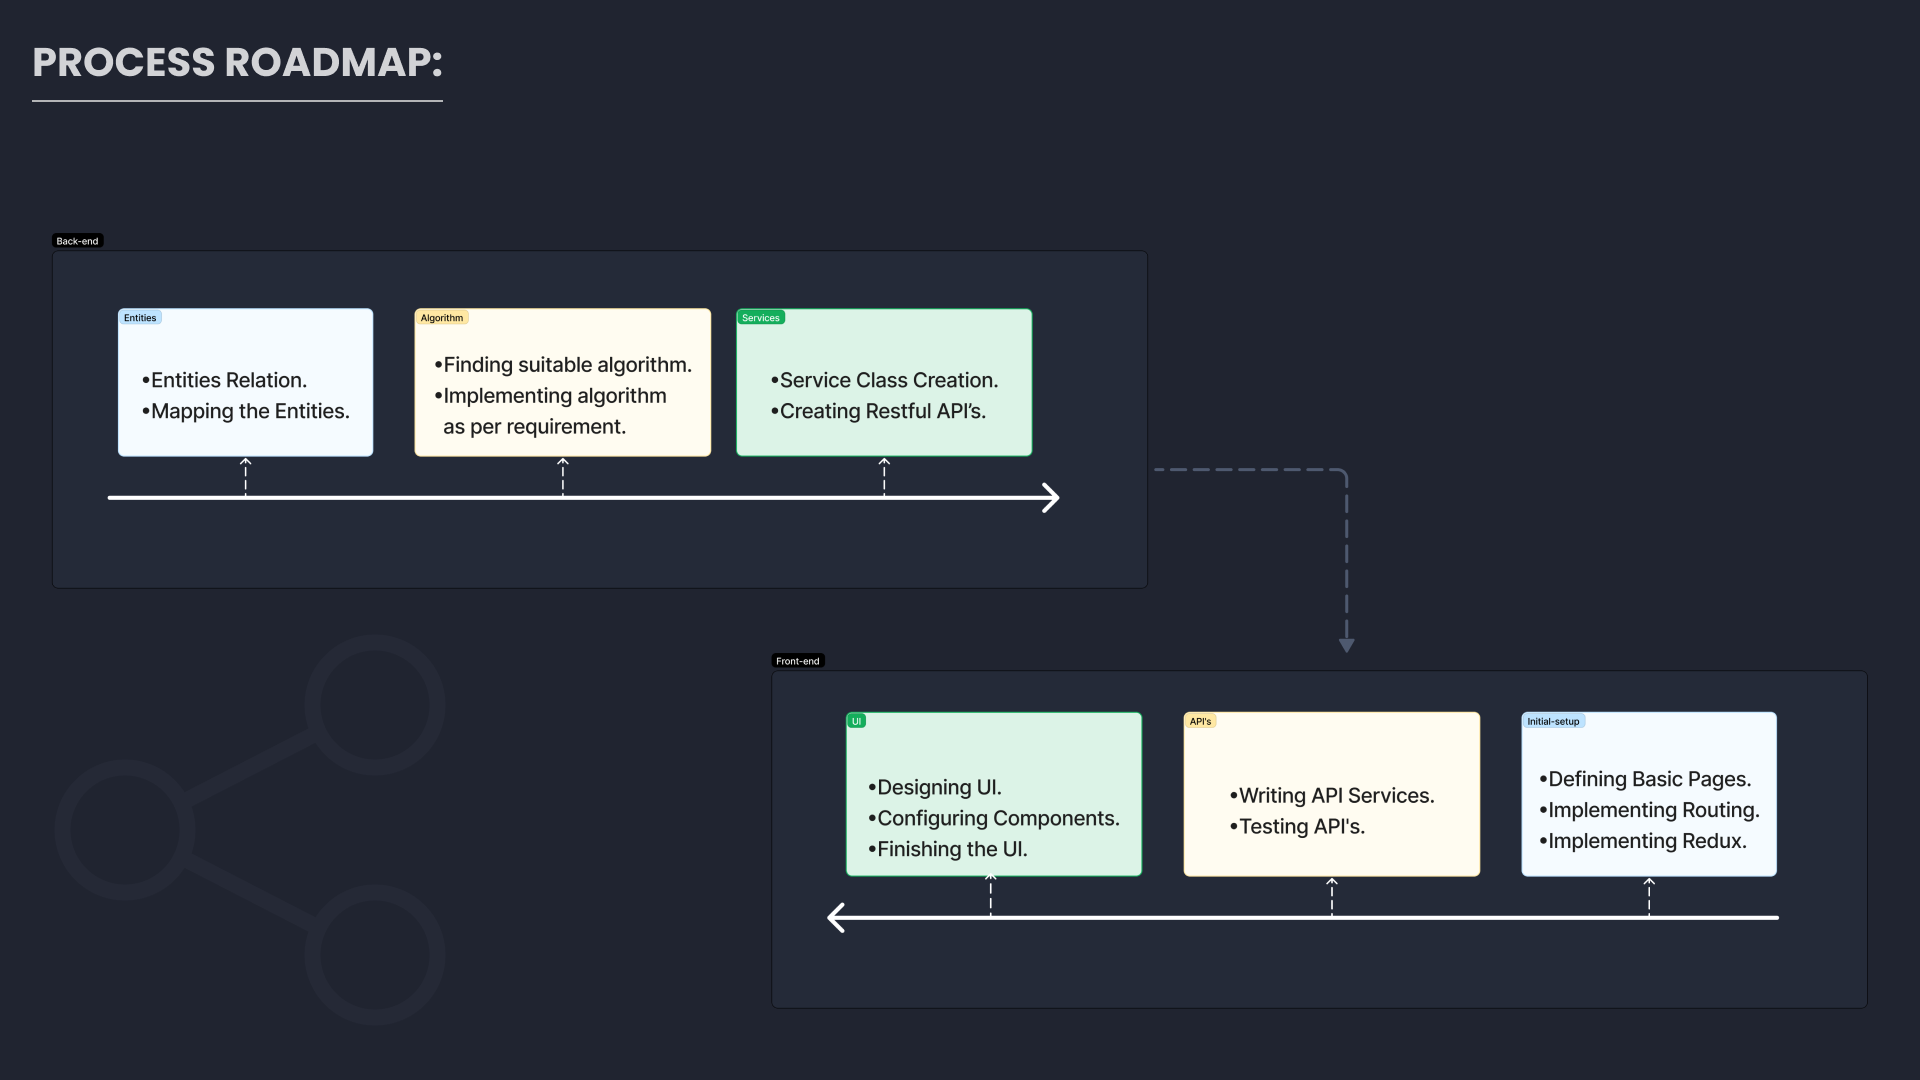 PROCESS ROADMAP:
Back-end
Entities
•Entities Relation.
•Mapping the Entities.
Algorithm
•Finding suitable algorithm.
•Implementing algorithm
as per requirement.
Services
•Service Class Creation.
•Creating Restful API’s.
Front-end
UI
•Designing UI.
•Configuring Components.
•Finishing the UI.
API's
•Writing API Services.
•Testing API's.
Initial-setup
•Defining Basic Pages.
•Implementing Routing.
•Implementing Redux.